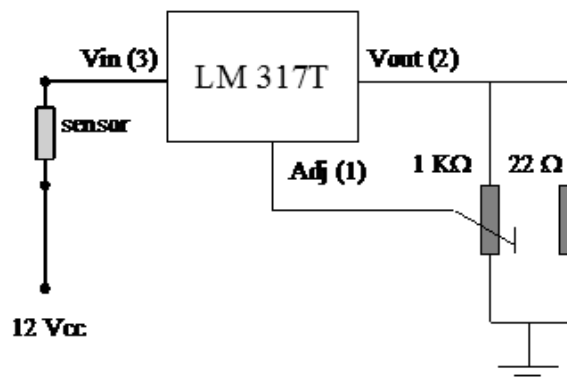 Vin (3)
LM 317T
Vout (2)
sensor
Adj (1)
1 KΩ
22 Ω
12 Vcc